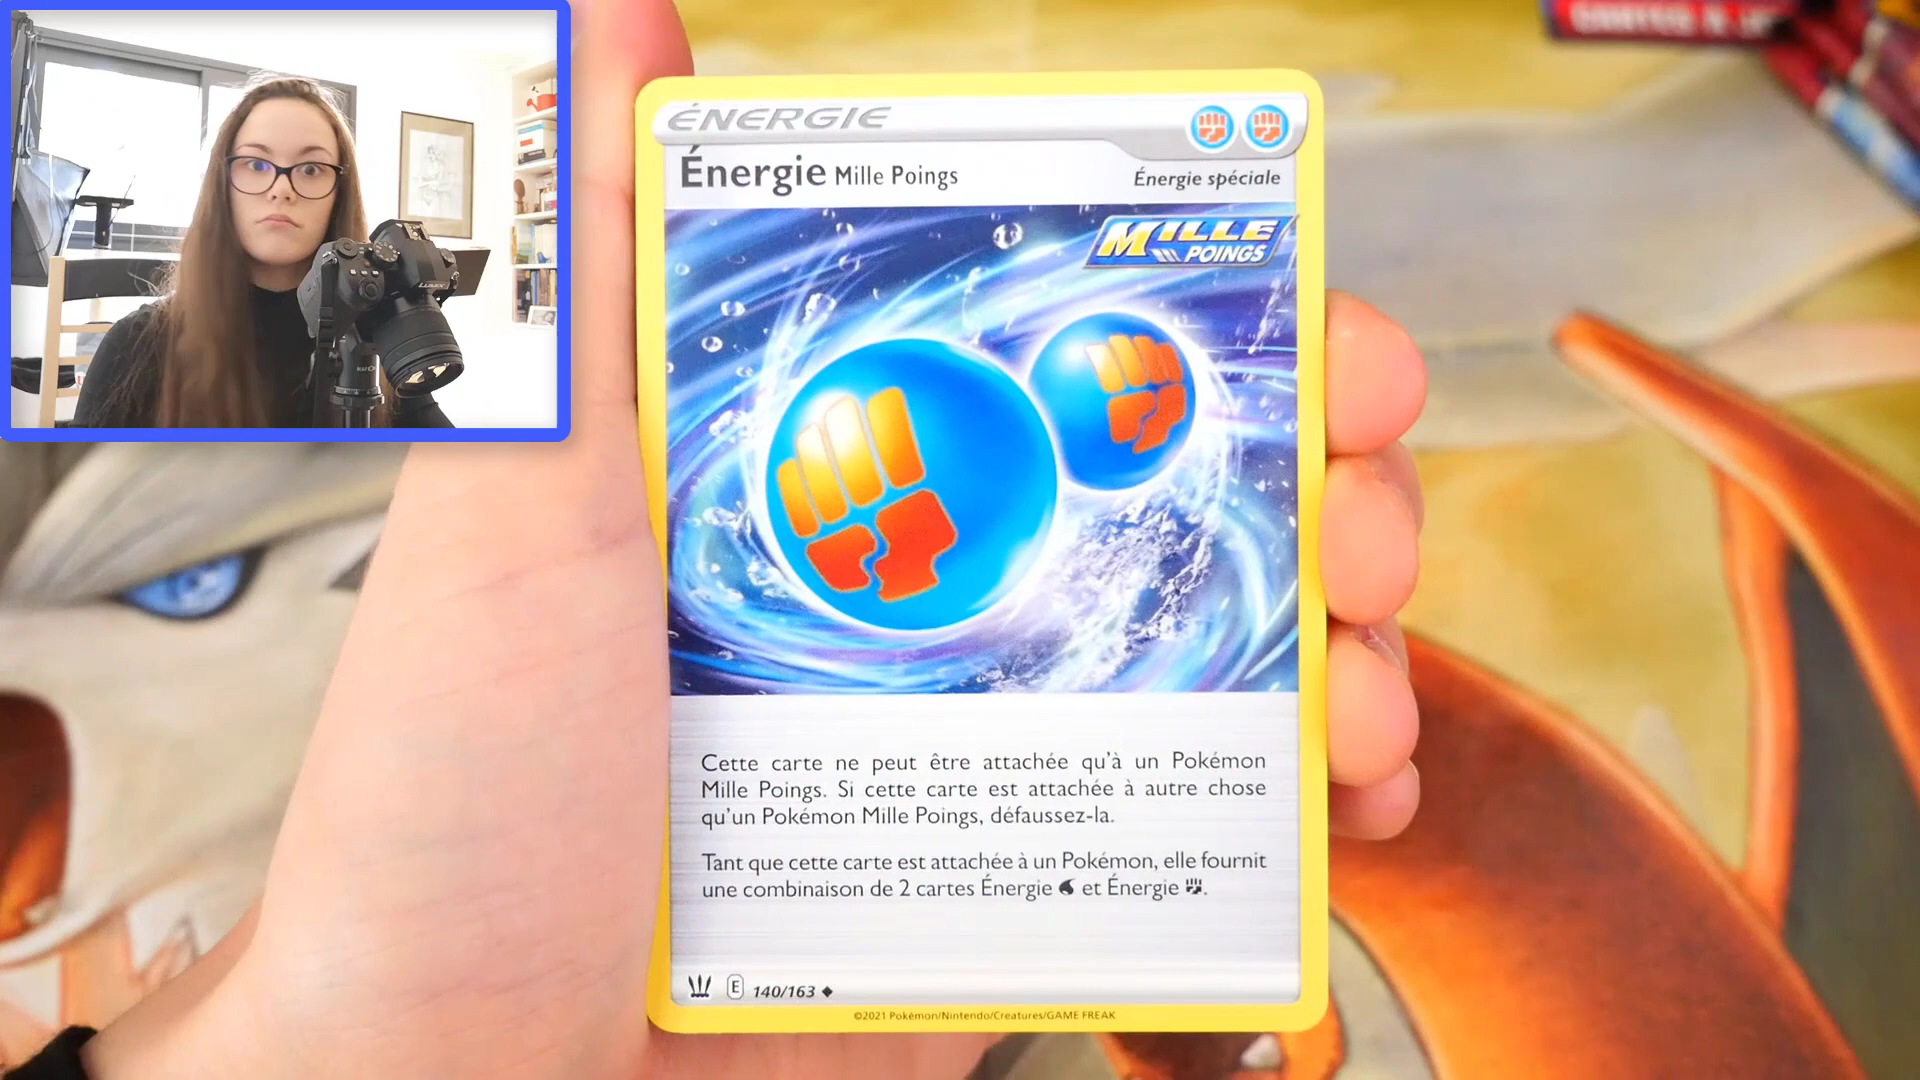 CARTES À JO
ÉNERGIE
Énergie Mille Poings
Énergie spéciale
MILLE
POINGS
LUMIX
Cette carte ne peut être attachée qu'à un Pokémon
Mille Poings. Si cette carte est attachée à autre chose
qu'un Pokémon Mille Poings, défaussez-la.
Tant que cette carte est attachée à un Pokémon, elle fournit
une combinaison de 2 cartes Énergie et Énergie .
E 140/163
©2021 Pokémon/Nintendo/Creatures/GAME FREAK